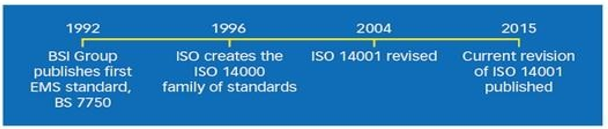 1992
BSI Group
publishes first
EMS standard,
BS 7750
1996
ISO creates the
ISO 14000
family of standards
2004
ISO 14001 revised
2015
Current revision
of ISO 14001
published